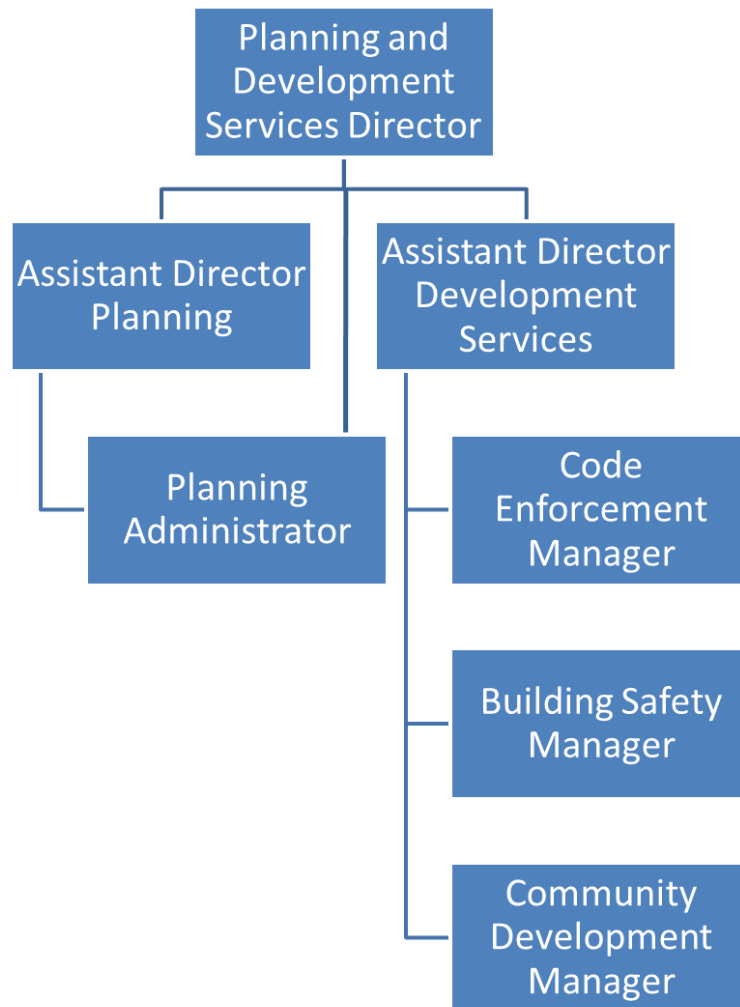 Planning and
Development
Services Director
Assistant Director
Planning
Assistant Director
Development
Services
Planning
Administrator
Code
Enforcement
Manager
Building Safety
Manager
Community
Development
Manager